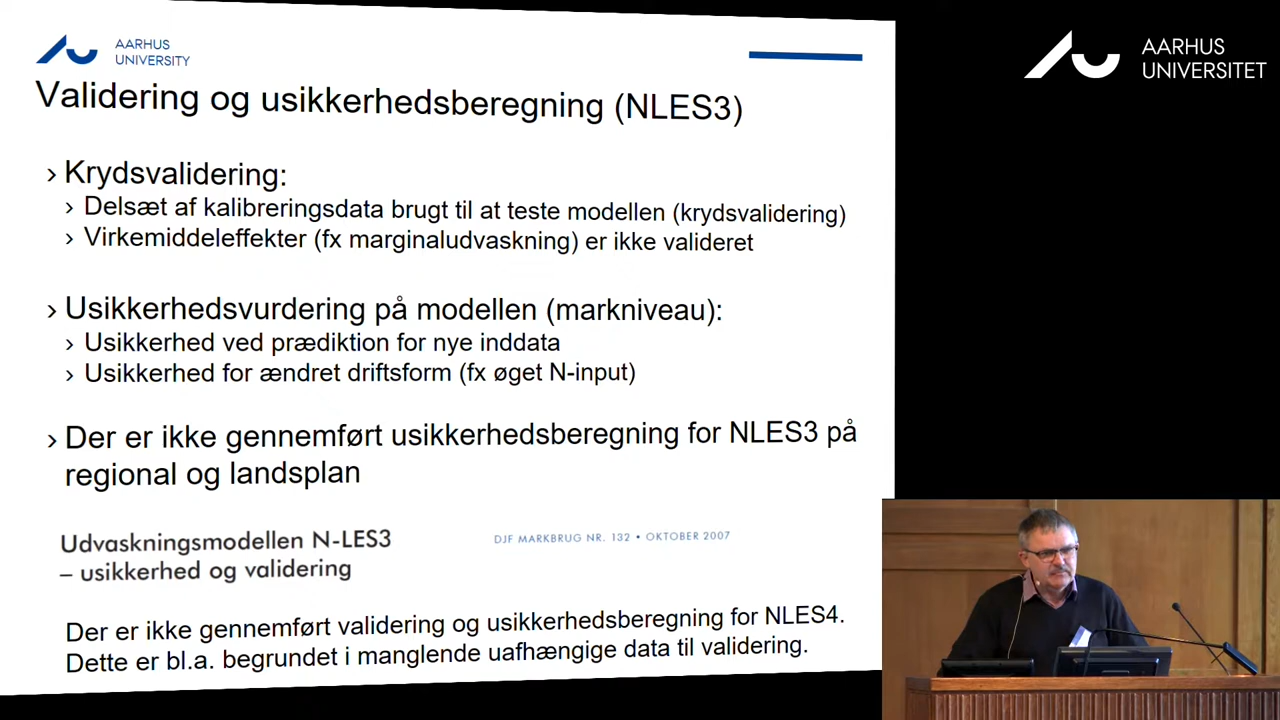 AARHUS
UNIVERSITY
AARHUS
UNIVERSITET
Validering og usikkerhedsberegning (NLES3)
› Krydsvalidering:
› Delsæt af kalibreringsdata brugt til at teste modellen (krydsvalidering)
› Virkemiddeleffekter (fx marginaludvaskning) er ikke valideret
› Usikkerhedsvurdering på modellen (markniveau):
› Usikkerhed ved prædiktion for nye inddata
› Usikkerhed for ændret driftsform (fx øget N-input)
› Der er ikke gennemført usikkerhedsberegning for NLES3 på
regional og landsplan
Udvaskningsmodellen N-LES3
– usikkerhed og validering
DJF MARKBRUG NR. 132 • OKTOBER 2007
Der er ikke gennemført validering og usikkerhedsberegning for NLES4.
Dette er bl.a. begrundet i manglende uafhængige data til validering.